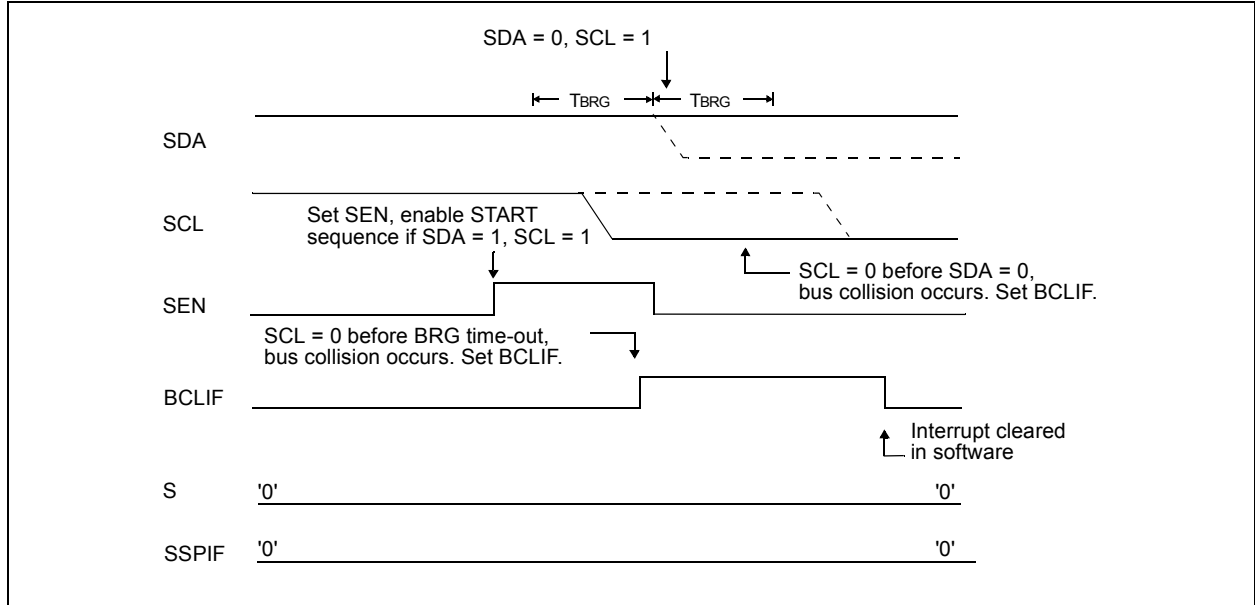 SDA = 0, SCL = 1
TBRG TBRG
SDA
SCL
Set SEN, enable START
sequence if SDA = 1, SCL = 1
SCL = 0 before SDA = 0,
bus collision occurs. Set BCLIF.
SEN
SCL = 0 before BRG time-out,
bus collision occurs. Set BCLIF.
BCLIF
Interrupt cleared
in software
S '0' '0'
SSPIF '0' '0'